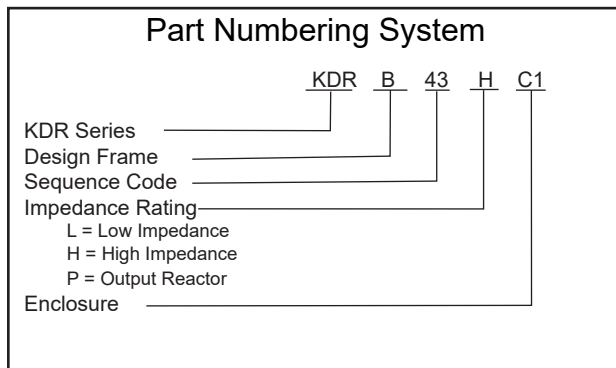 Part Numbering System
KDR B 43 H C1
KDR Series
Design Frame
Sequence Code
Impedance Rating
L = Low Impedance
H = High Impedance
P = Output Reactor
Enclosure